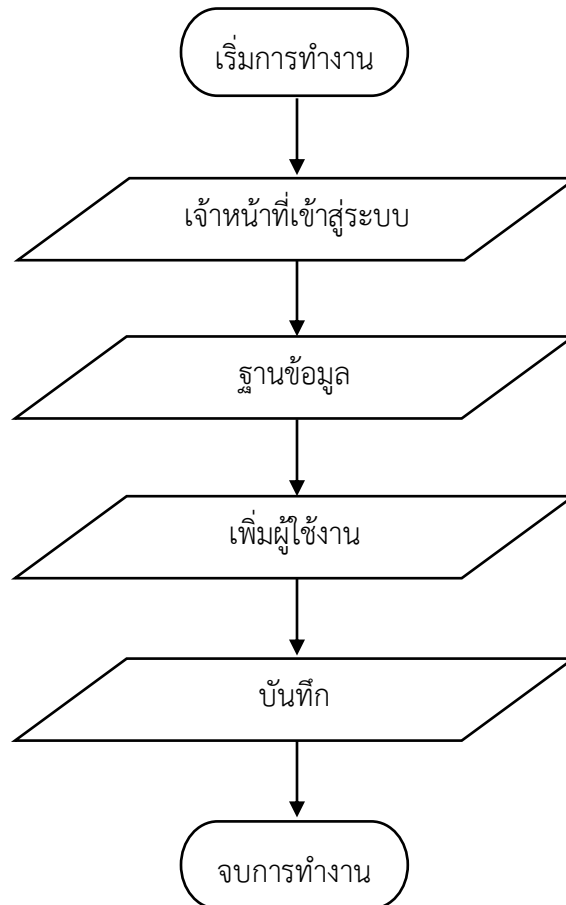 เริ่มการทำงาน
เจ้าหน้าที่เข้าสู่ระบบ
ฐานข้อมูล
เพิ่มผู้ใช้งาน
บันทึก
จบการทำงาน